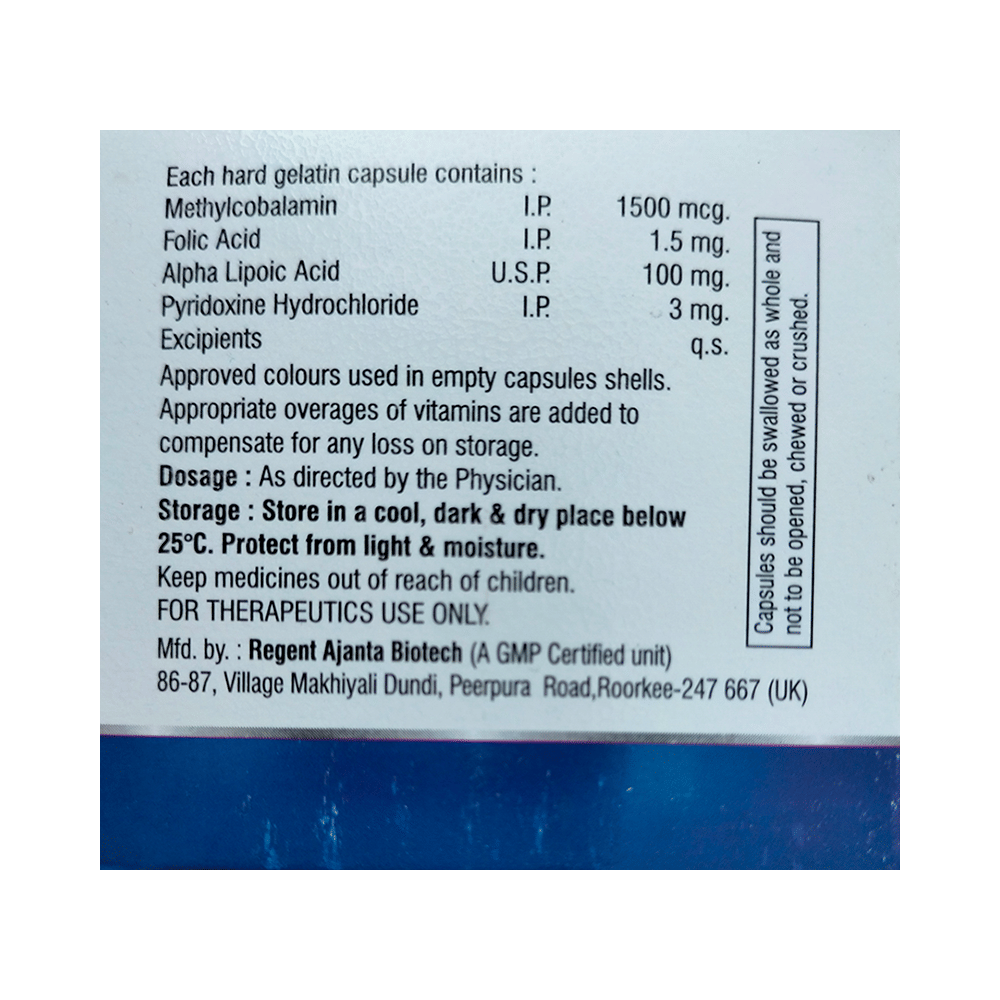 Each hard gelatin capsule contains :
Methylcobalamin I.P. 1500 mcg.
Folic Acid I.P. 1.5 mg.
Alpha Lipoic Acid U.S.P. 100 mg.
Pyridoxine Hydrochloride I.P. 3 mg.
Excipients q.s.
Approved colours used in empty capsules shells.
Appropriate overages of vitamins are added to
compensate for any loss on storage.
Dosage : As directed by the Physician.
Storage : Store in a cool, dark & dry place below
25°C. Protect from light & moisture.
Keep medicines out of reach of children.
FOR THERAPEUTICS USE ONLY.
Mfd. by. : Regent Ajanta Biotech (A GMP Certified unit)
86-87, Village Makhiyali Dundi, Peerpura Road,Roorkee-247 667 (UK)
Capsules should be swallowed as whole and
not to be opened, chewed or crushed.